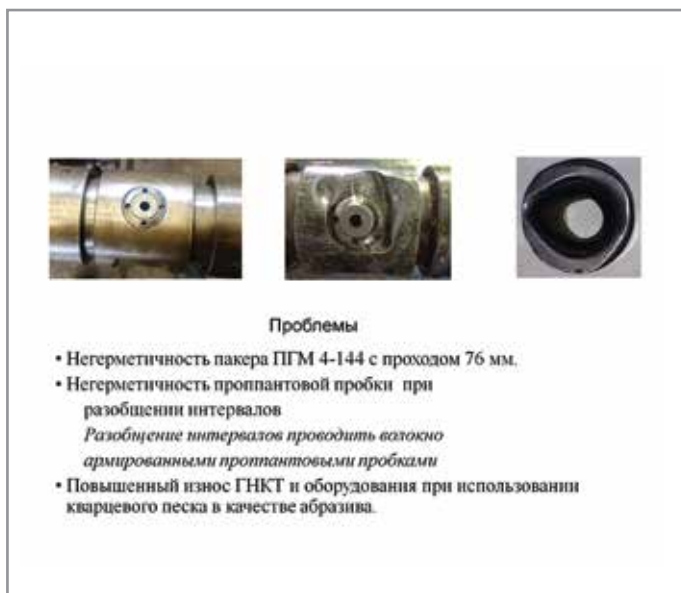 Проблемы
• Негерметичность пакера ПГМ 4-144 с проходом 76 мм.
• Негерметичность проппантовой пробки при
разобщении интервалов
Разобщение интервалов проводить волокно
армированными проппантовыми пробками
• Повышенный износ ГНКТ и оборудования при использовании
кварцевого песка в качестве абразива.